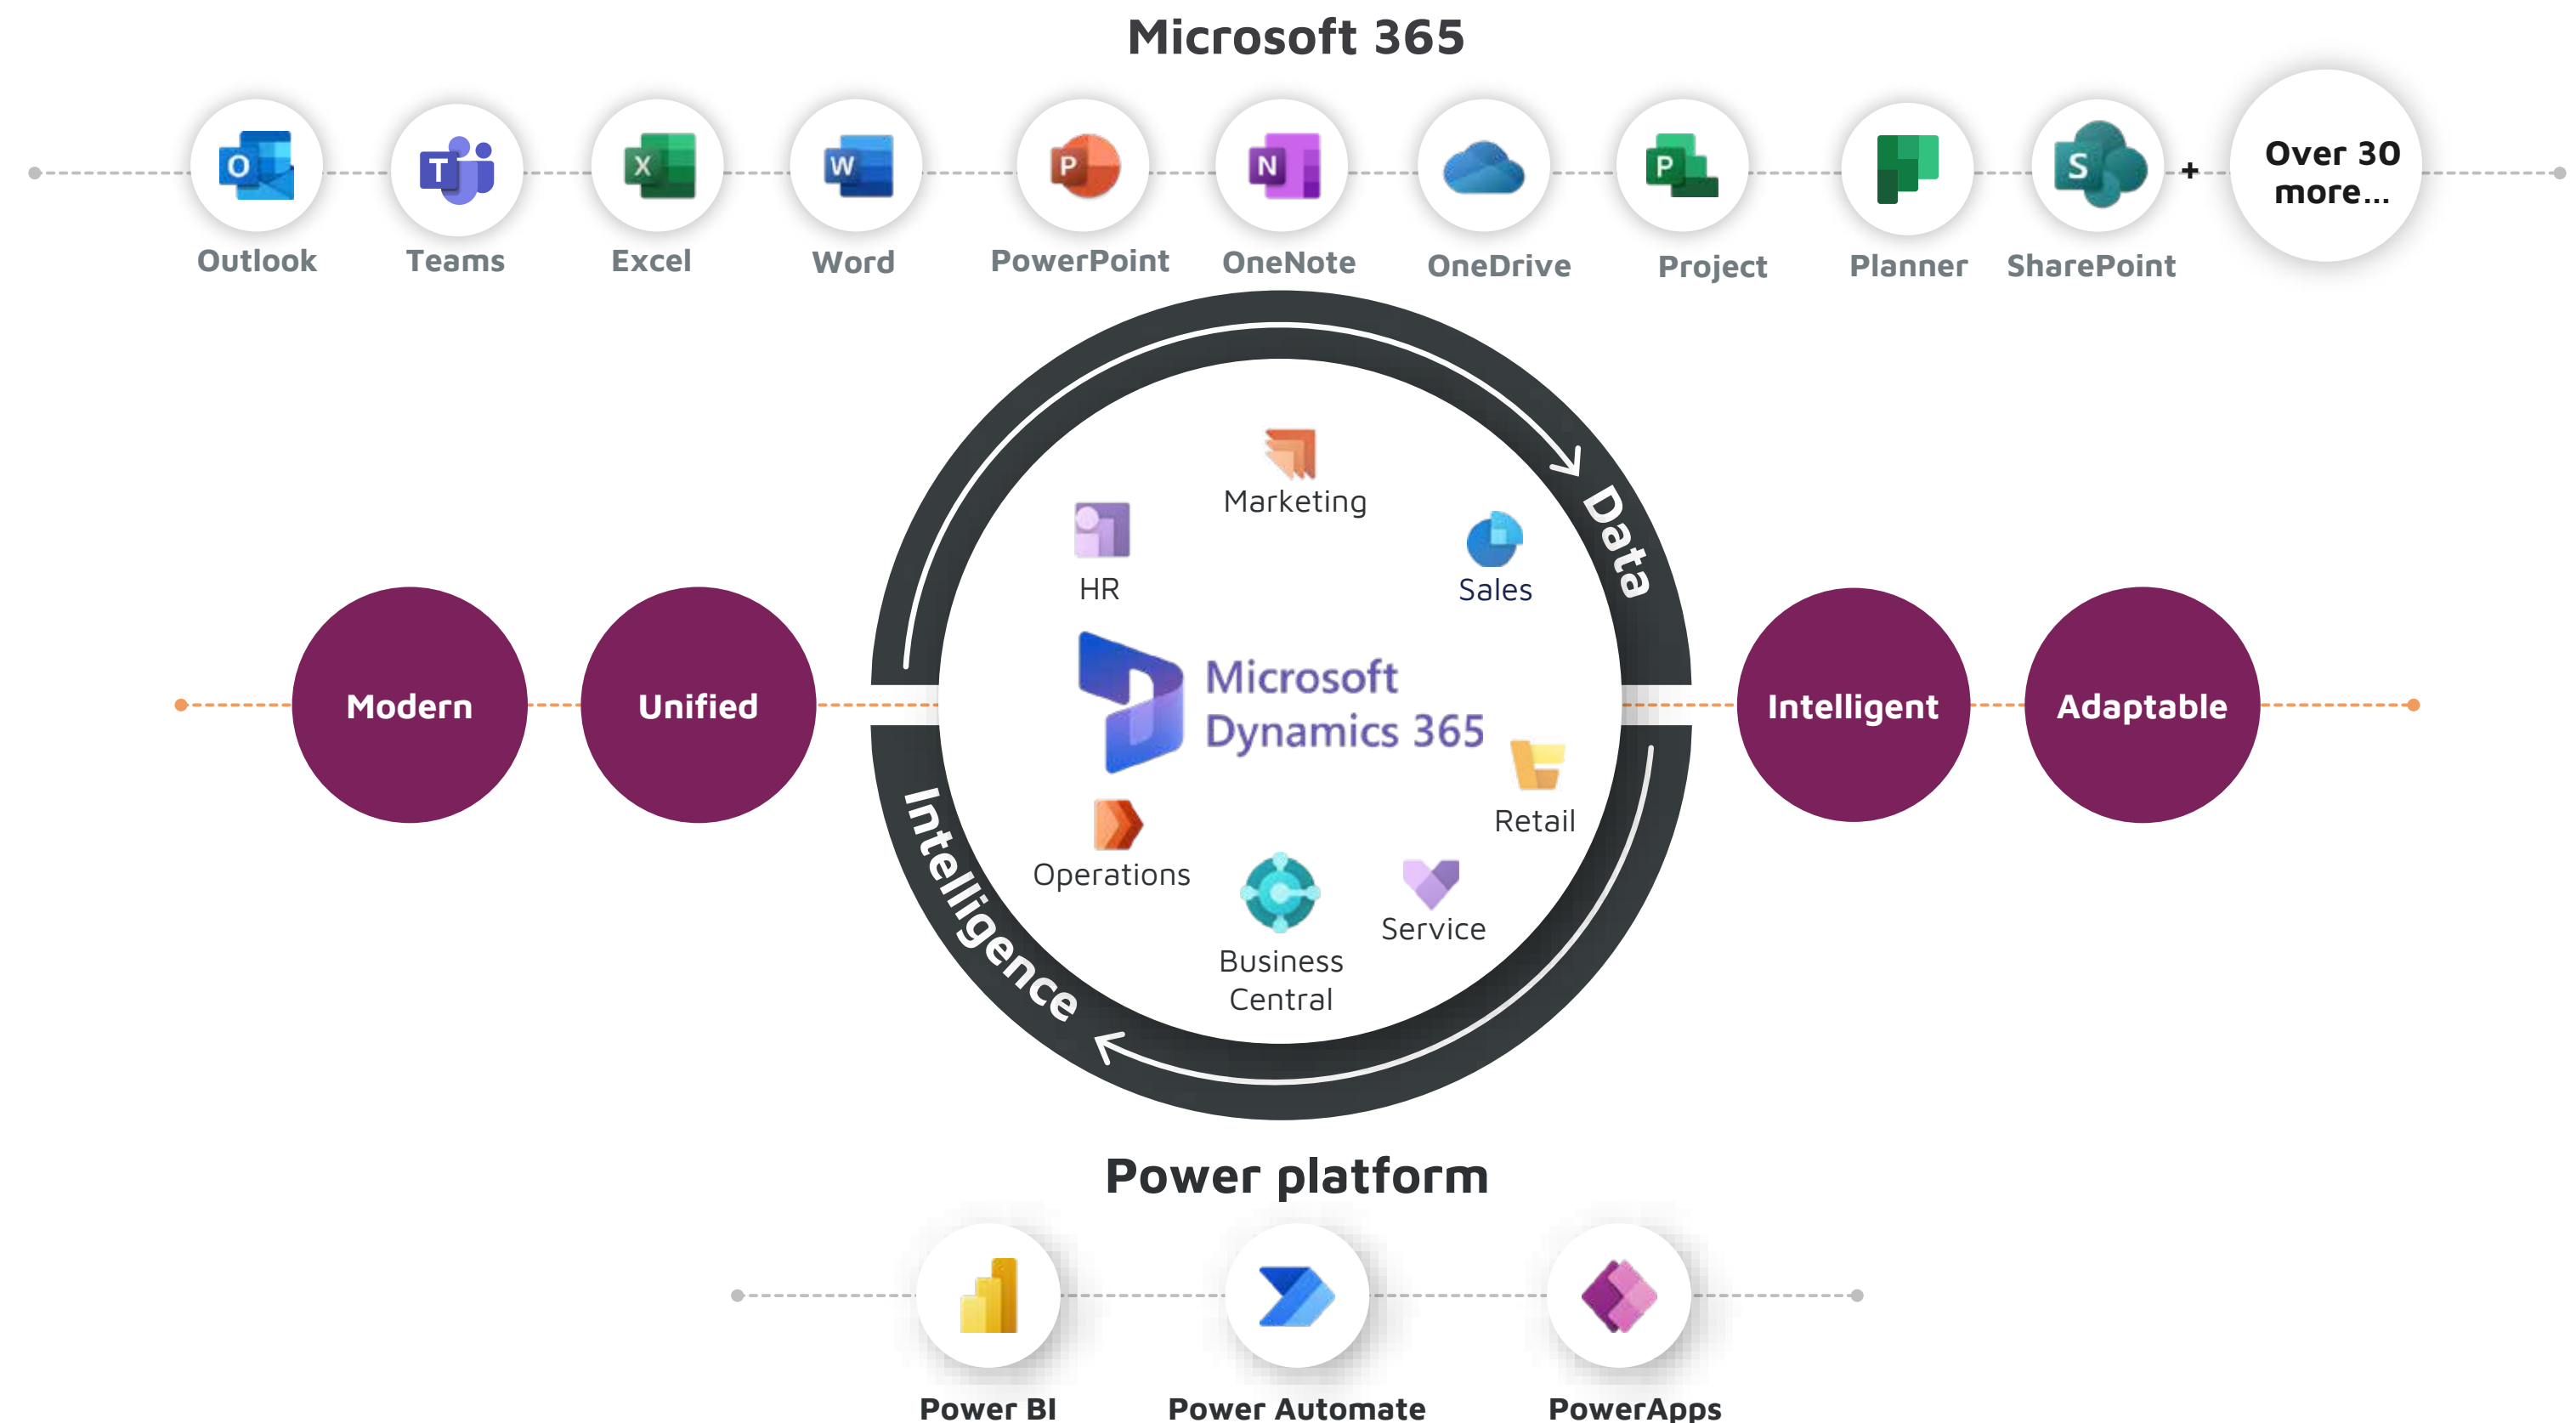 Microsoft 365
Over 30
more...
+
Outlook
Teams
Excel
Word
PowerPoint
OneNote
OneDrive
Project
Planner
SharePoint
O
T
X
W
P
N
P
S
Data
Marketing
HR
Sales
Modern
Unified
Microsoft
Dynamics 365
Intelligent
Adaptable
Retail
Operations
Service
Business
Central
Intelligence
Power platform
Power BI
Power Automate
PowerApps